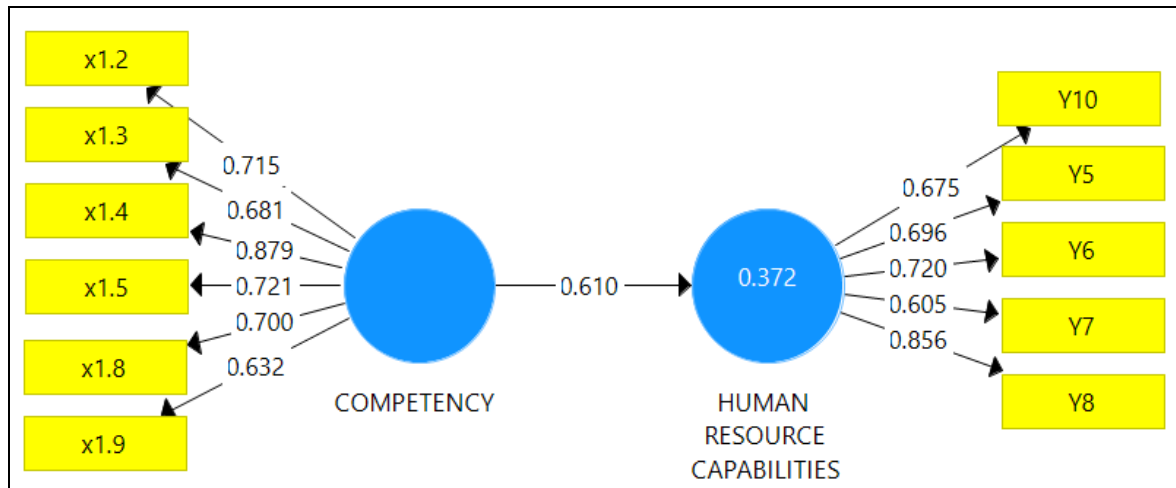 x1.2
x1.3
x1.4
x1.5
x1.8
x1.9
0.715
0.681
0.879
0.721
0.700
0.632
COMPETENCY
0.610
0.372
HUMAN
RESOURCE
CAPABILITIES
0.675
0.696
0.720
0.605
0.856
Y10
Y5
Y6
Y7
Y8